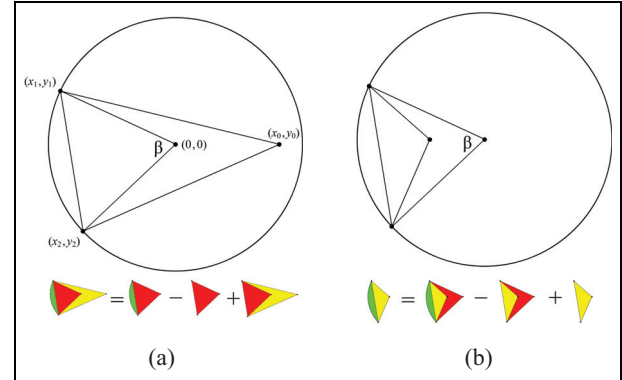 (x₁,y₁)
(x₀,y₀)
β (0,0)
(x₂,y₂)
β
= − +
= − +
(a) (b)